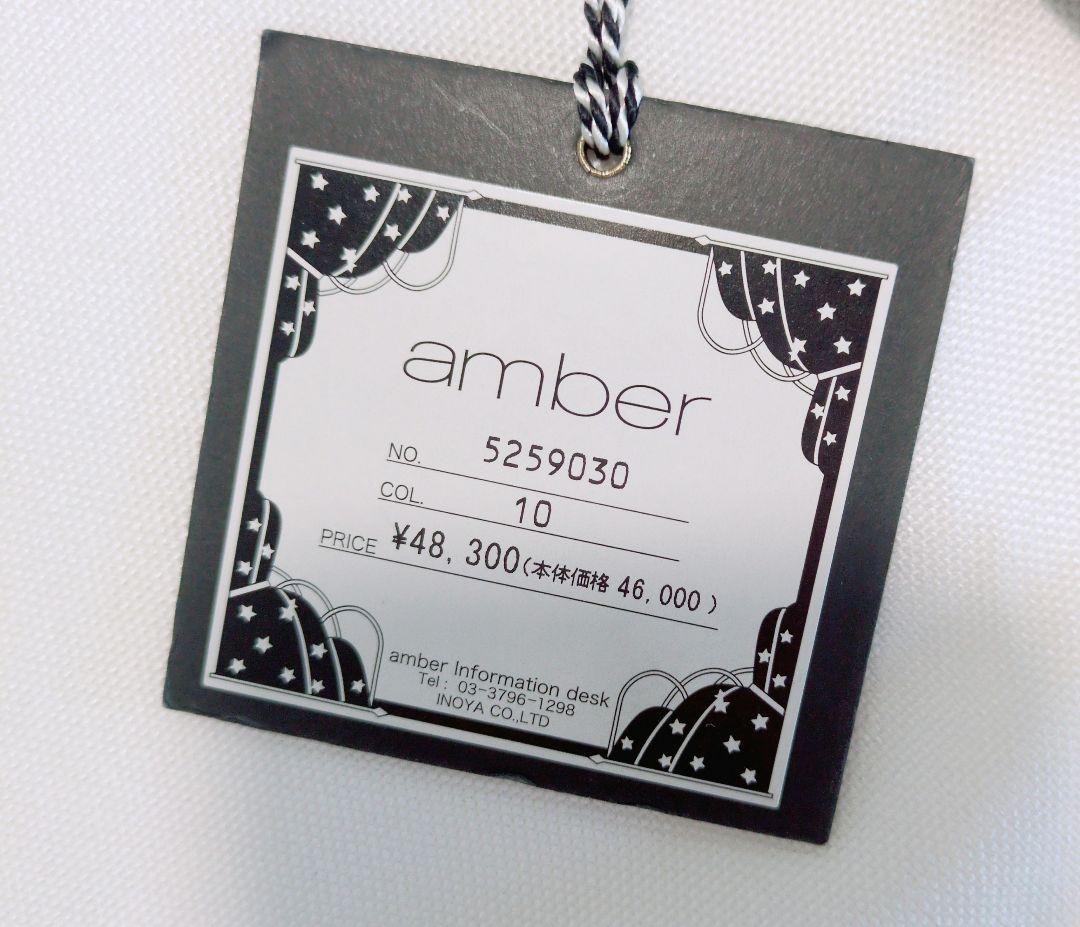 amber
NO. 5259030
COL. 10
PRICE ¥48,300(本体価格 46,000 )
amber Information desk
Tel : 03-3796-1298
INOYA CO.,LTD